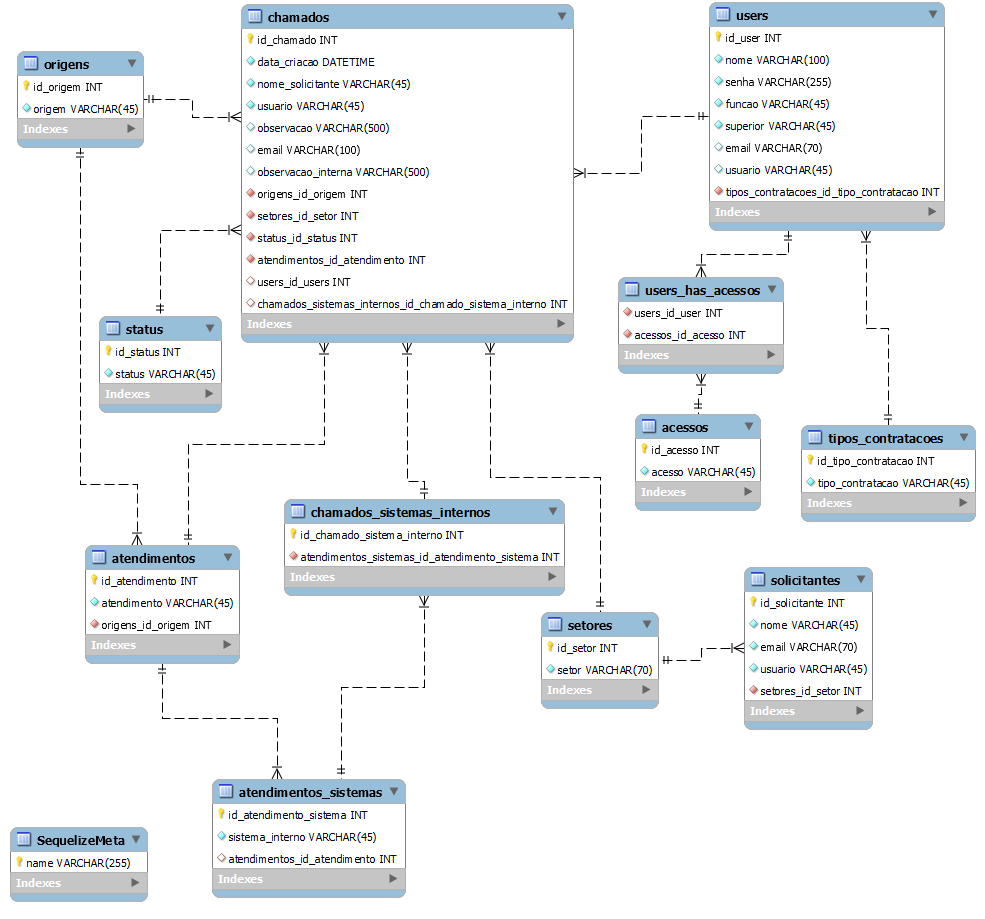 chamados
id_chamado INT
data_criacao DATETIME
nome_solicitante VARCHAR(45)
usuario VARCHAR(45)
observacao VARCHAR(500)
email VARCHAR(100)
observacao_interna VARCHAR(500)
origens_id_origem INT
setores_id_setor INT
status_id_status INT
atendimentos_id_atendimento INT
users_id_users INT
chamados_sistemas_internos_id_chamado_sistema_interno INT
Indexes
users
id_user INT
nome VARCHAR(100)
senha VARCHAR(255)
funcao VARCHAR(45)
superior VARCHAR(45)
email VARCHAR(70)
usuario VARCHAR(45)
tipos_contratacoes_id_tipo_contratacao INT
Indexes
origens
id_origem INT
origem VARCHAR(45)
Indexes
users_has_acessos
users_id_user INT
acessos_id_acesso INT
Indexes
status
id_status INT
status VARCHAR(45)
Indexes
acessos
id_acesso INT
acesso VARCHAR(45)
Indexes
tipos_contratacoes
id_tipo_contratacao INT
tipo_contratacao VARCHAR(45)
Indexes
chamados_sistemas_internos
id_chamado_sistema_interno INT
atendimentos_sistemas_id_atendimento_sistema INT
Indexes
atendimentos
id_atendimento INT
atendimento VARCHAR(45)
origens_id_origem INT
Indexes
setores
id_setor INT
setor VARCHAR(70)
Indexes
solicitantes
id_solicitante INT
nome VARCHAR(45)
email VARCHAR(70)
usuario VARCHAR(45)
setores_id_setor INT
Indexes
atendimentos_sistemas
id_atendimento_sistema INT
sistema_interno VARCHAR(45)
atendimentos_id_atendimento INT
Indexes
SequelizeMeta
name VARCHAR(255)
Indexes